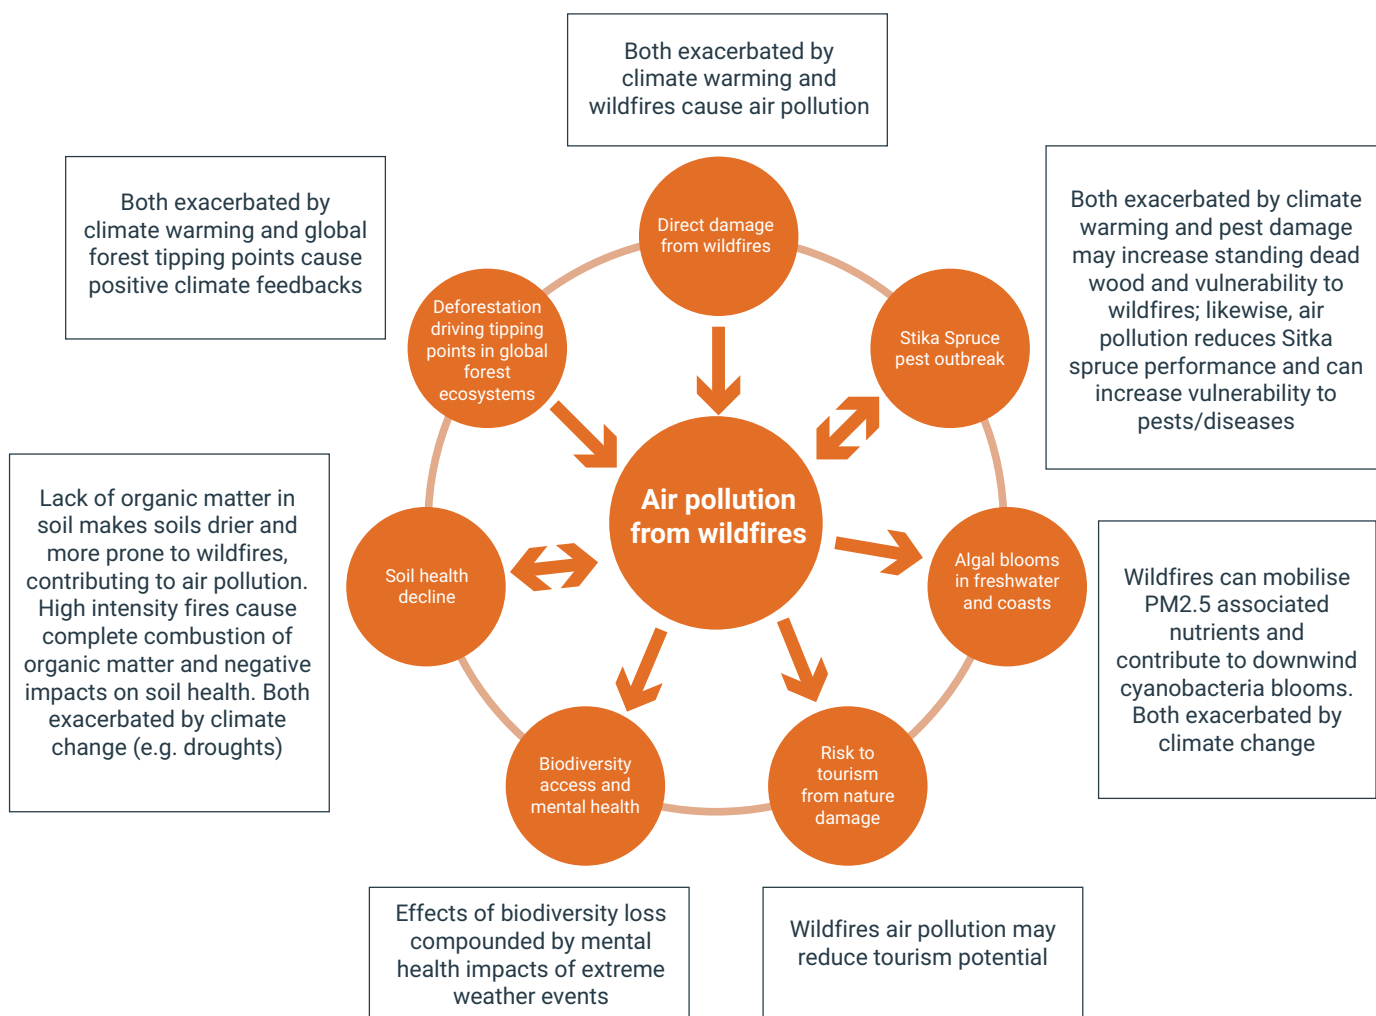 Both exacerbated by
climate warming and
wildfires cause air pollution
Both exacerbated by
climate warming and global
forest tipping points cause
positive climate feedbacks
Direct damage
from wildfires
Both exacerbated by climate
warming and pest damage
may increase standing dead
wood and vulnerability to
wildfires; likewise, air
pollution reduces Sitka
spruce performance and can
increase vulnerability to
pests/diseases
Deforestation
driving tipping
points in global
forest
ecosystems
Stika Spruce
pest outbreak
Air pollution
from wildfires
Lack of organic matter in
soil makes soils drier and
more prone to wildfires,
contributing to air pollution.
High intensity fires cause
complete combustion of
organic matter and negative
impacts on soil health. Both
exacerbated by climate
change (e.g. droughts)
Soil health
decline
Algal blooms
in freshwater
and coasts
Wildfires can mobilise
PM2.5 associated
nutrients and
contribute to downwind
cyanobacteria blooms.
Both exacerbated by
climate change
Biodiversity
access and
mental health
Risk to
tourism
from nature
damage
Effects of biodiversity loss
compounded by mental
health impacts of extreme
weather events
Wildfires air pollution may
reduce tourism potential